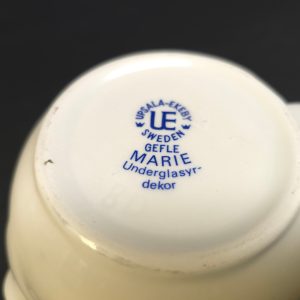 UPSALA-EKEBY
UE
SWEDEN
GEFLE
MARIE
Underglasyr-
dekor